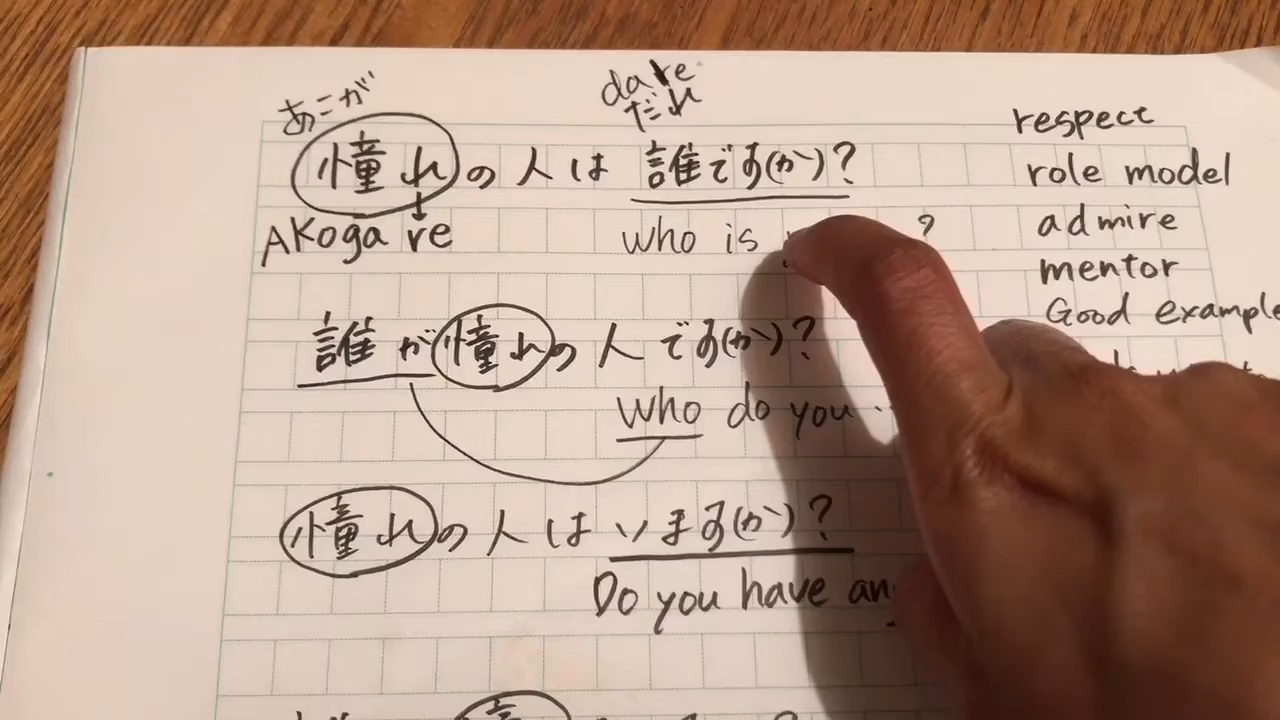 あこが
dare
だれ
憧れの人は 誰です(か)?
AKogare
who is ?
誰が憧れの人です(か)?
Who do you ..
憧れの人はいます(か)?
Do you have
respect
role model
admire
mentor
Good example